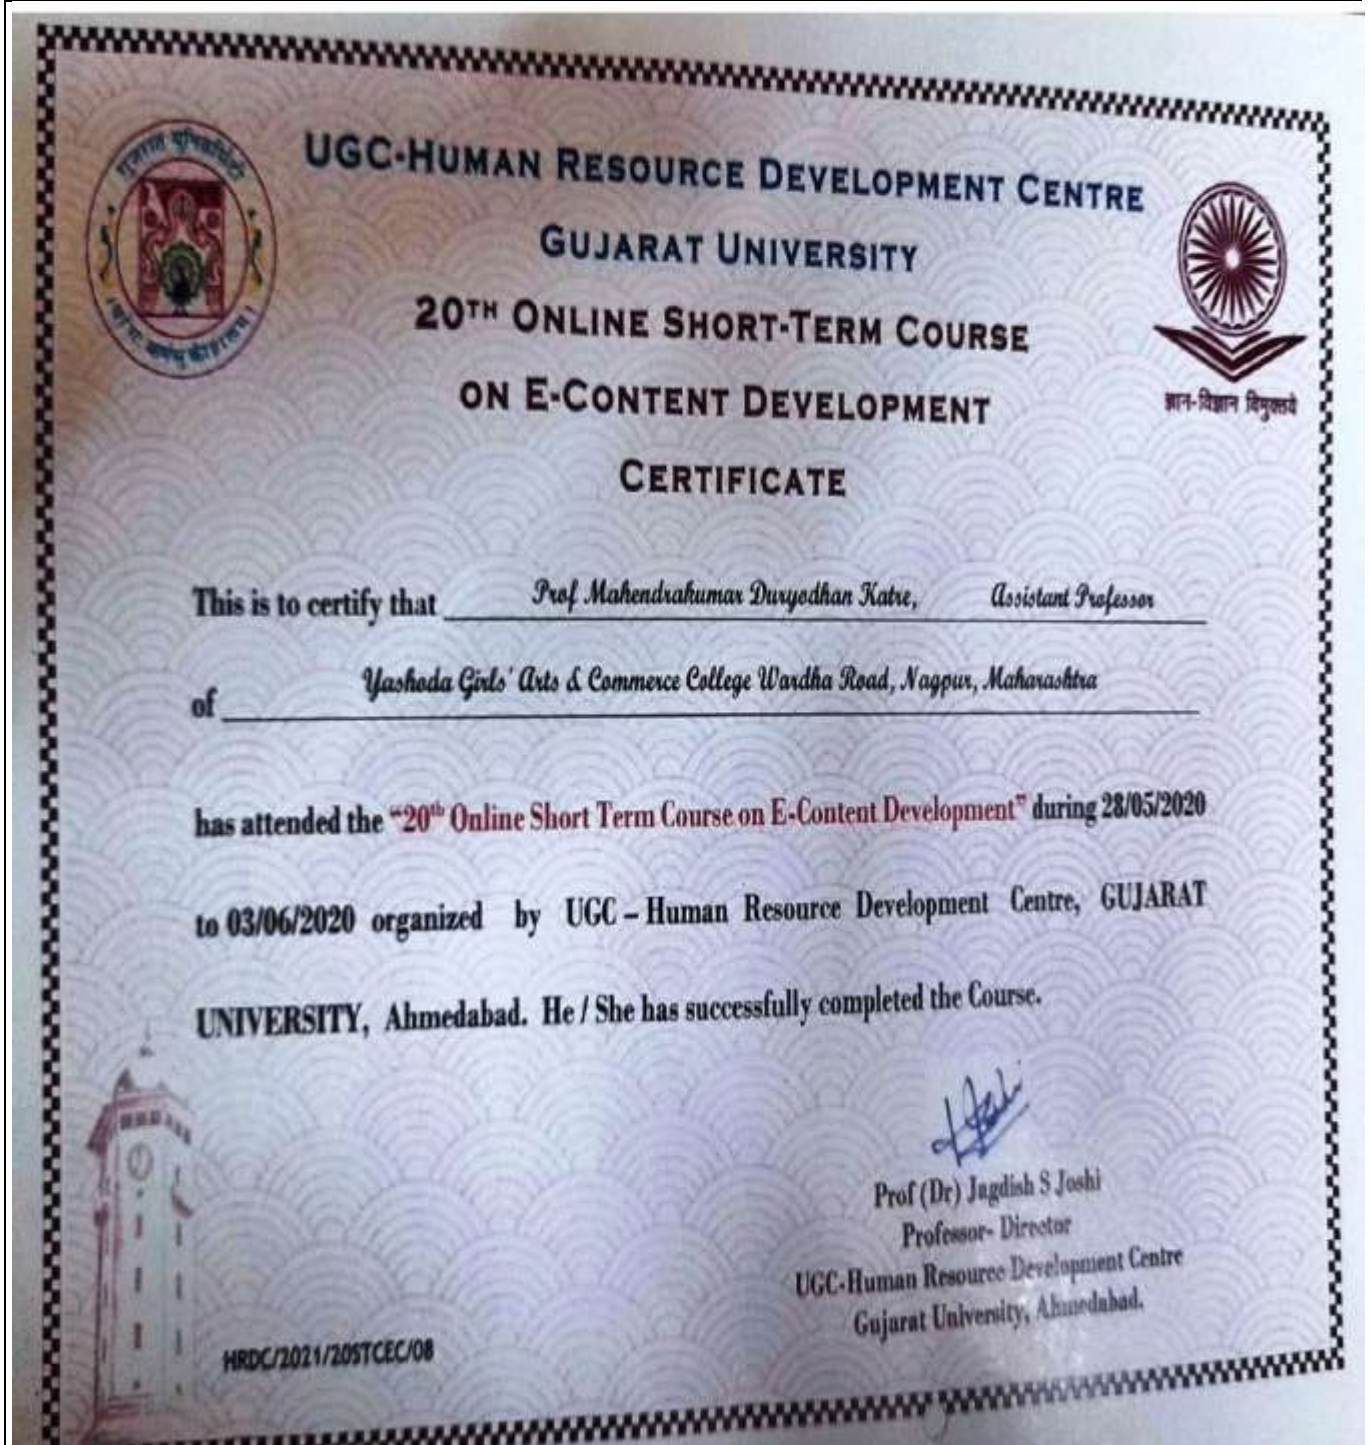 UGC-HUMAN RESOURCE DEVELOPMENT CENTRE
GUJARAT UNIVERSITY
20TH ONLINE SHORT-TERM COURSE
ON E-CONTENT DEVELOPMENT
CERTIFICATE
ज्ञान-विज्ञान विमुक्तये
This is to certify that Prof Mahendrakumar Duryodhan Katre, Assistant Professor
of Yashoda Girls' Arts & Commerce College Wardha Road, Nagpur, Maharashtra
has attended the "20th Online Short Term Course on E-Content Development" during 28/05/2020
to 03/06/2020 organized by UGC – Human Resource Development Centre, GUJARAT
UNIVERSITY, Ahmedabad. He / She has successfully completed the Course.
Prof (Dr) Jagdish S Joshi
Professor- Director
UGC-Human Resource Development Centre
Gujarat University, Ahmedabad.
HRDC/2021/20STCEC/08